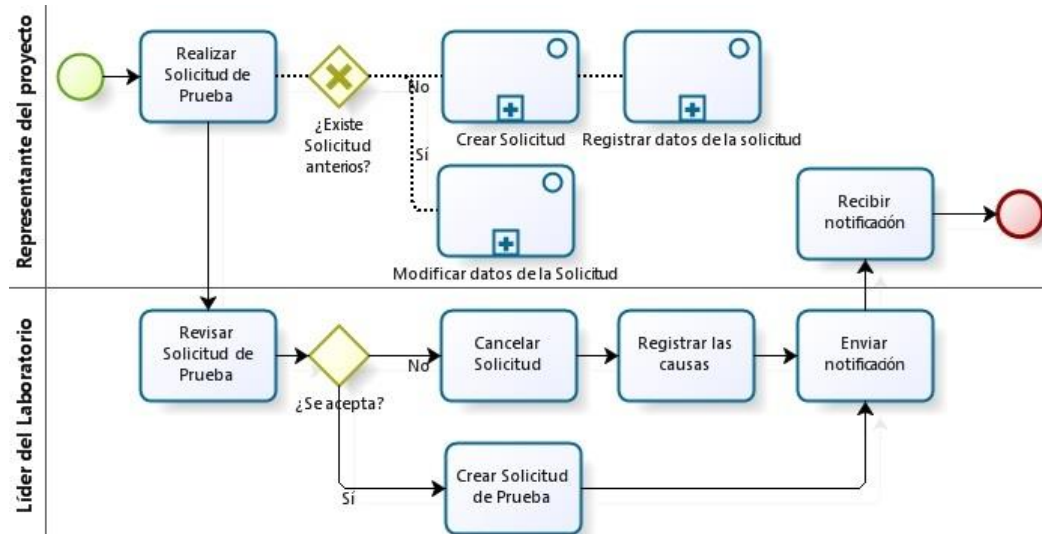 Representante del proyecto
Realizar
Solicitud de
Prueba
¿Existe
Solicitud
anterios?
No
Sí
Crear Solicitud
Registrar datos de la solicitud
Modificar datos de la Solicitud
Recibir
notificación
Líder del Laboratorio
Revisar
Solicitud de
Prueba
¿Se acepta?
No
Sí
Cancelar
Solicitud
Registrar las
causas
Enviar
notificación
Crear Solicitud
de Prueba